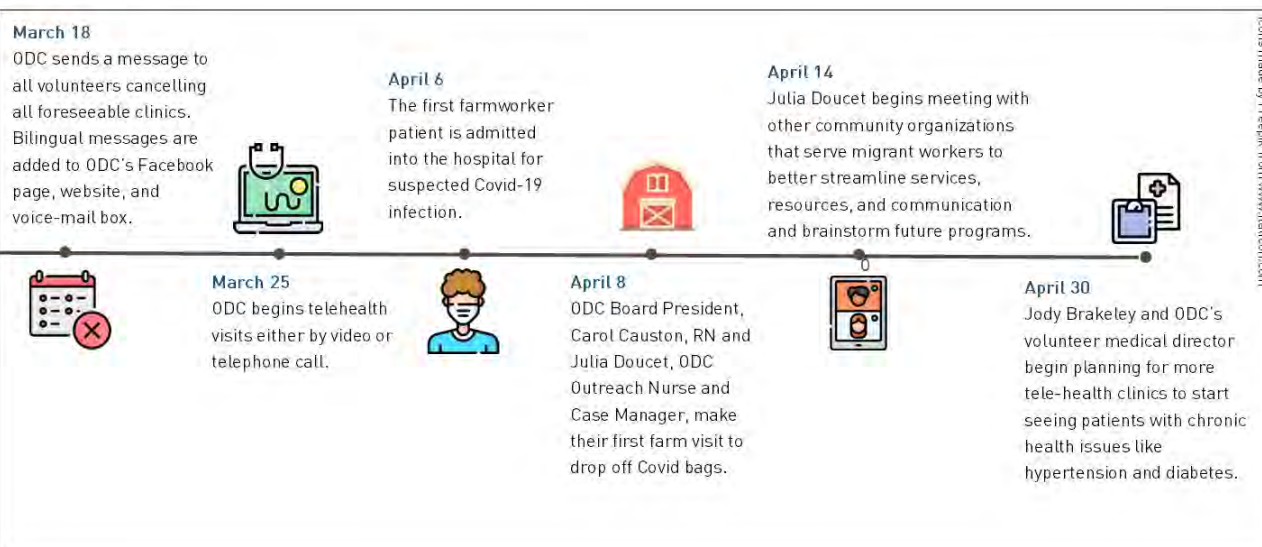 March 18
ODC sends a message to
all volunteers cancelling
all foreseeable clinics.
Bilingual messages are
added to ODC's Facebook
page, website, and
voice-mail box.
March 25
ODC begins telehealth
visits either by video or
telephone call.
April 6
The first farmworker
patient is admitted
into the hospital for
suspected Covid-19
infection.
April 8
ODC Board President,
Carol Causton, RN and
Julia Doucet, ODC
Outreach Nurse and
Case Manager, make
their first farm visit to
drop off Covid bags.
April 14
Julia Doucet begins meeting with
other community organizations
that serve migrant workers to
better streamline services,
resources, and communication
and brainstorm future programs.
0
April 30
Jody Brakeley and ODC's
volunteer medical director
begin planning for more
tele-health clinics to start
seeing patients with chronic
health issues like
hypertension and diabetes.